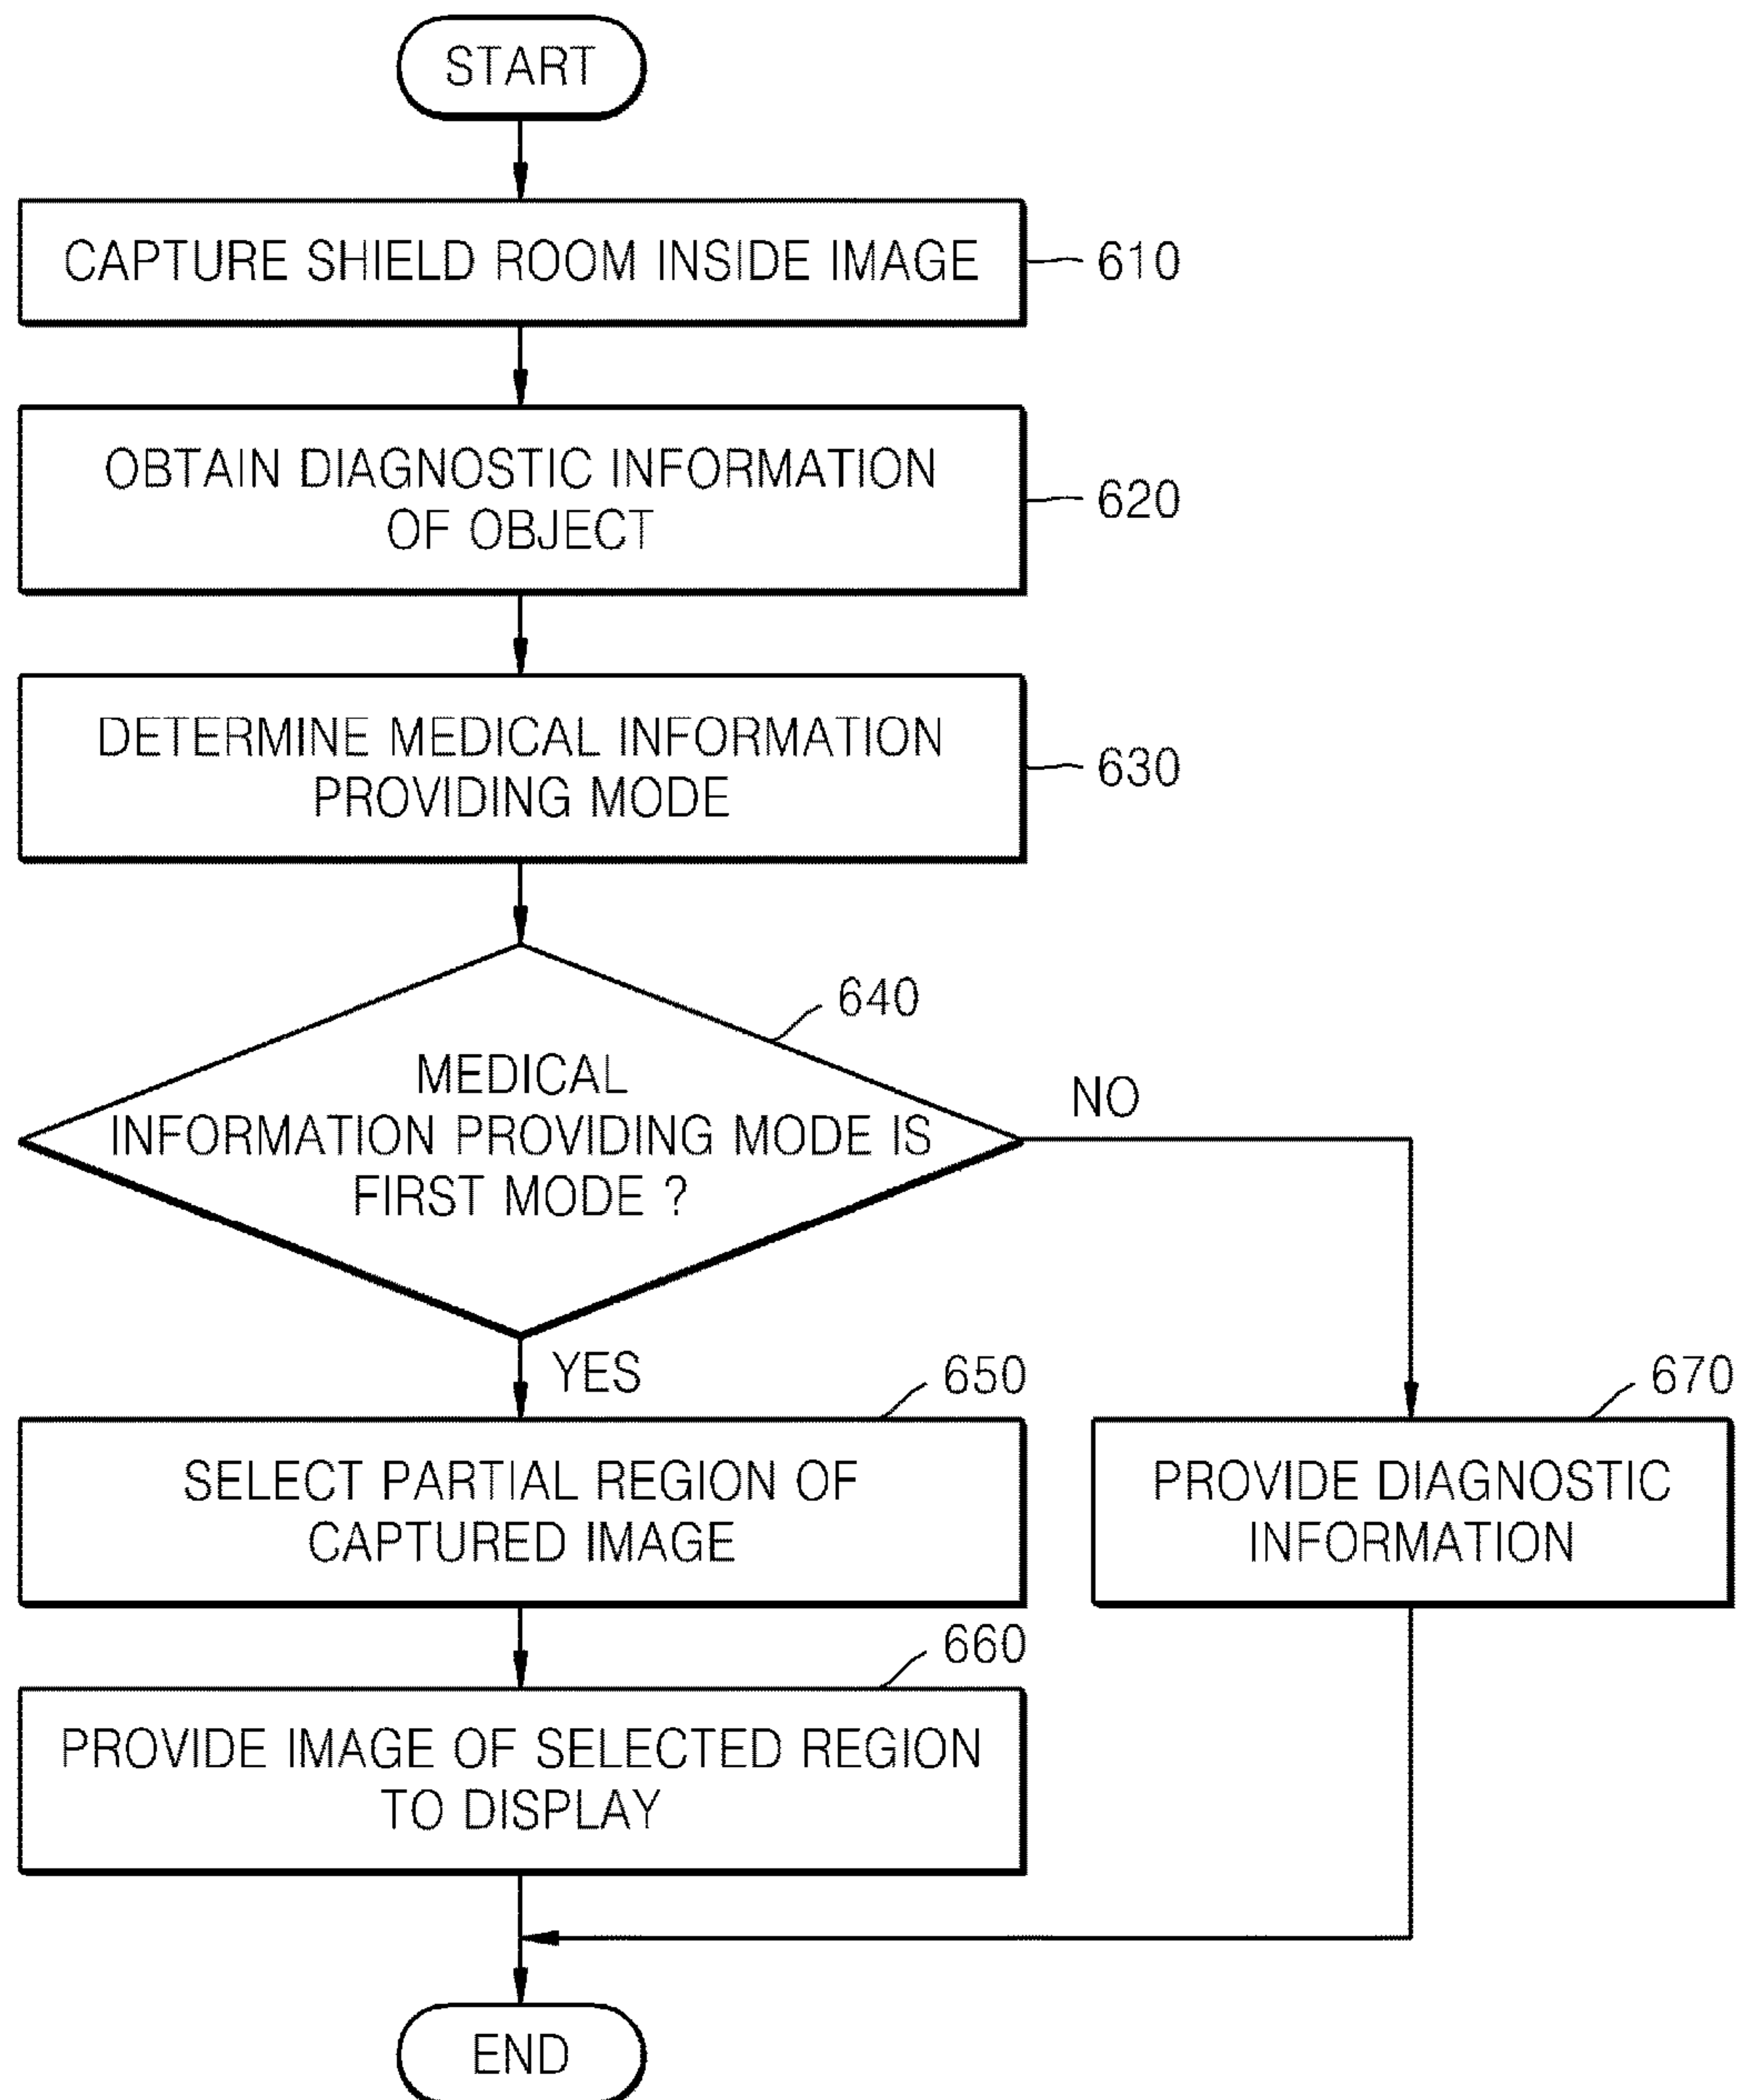 START
CAPTURE SHIELD ROOM INSIDE IMAGE
610
OBTAIN DIAGNOSTIC INFORMATION
OF OBJECT
620
DETERMINE MEDICAL INFORMATION
PROVIDING MODE
630
640
MEDICAL
INFORMATION PROVIDING MODE IS
FIRST MODE ?
NO
YES
650
SELECT PARTIAL REGION OF
CAPTURED IMAGE
670
PROVIDE DIAGNOSTIC
INFORMATION
660
PROVIDE IMAGE OF SELECTED REGION
TO DISPLAY
END